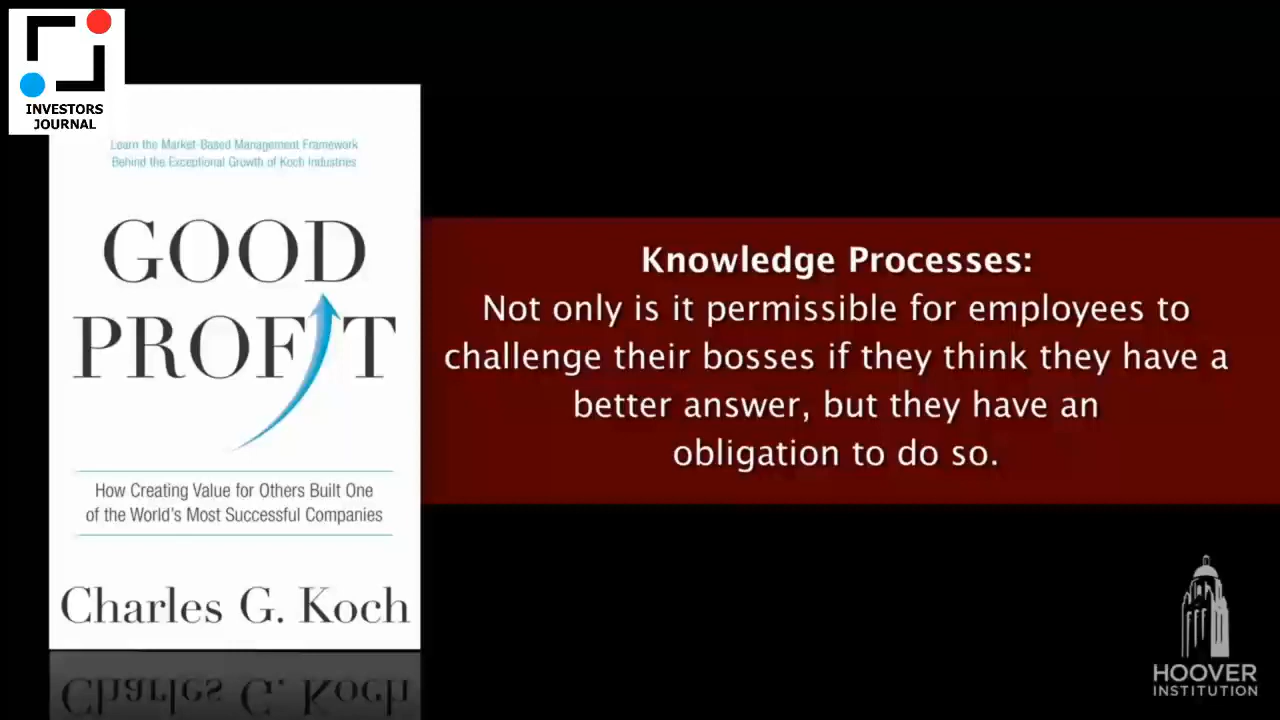 INVESTORS
JOURNAL
Learn the Market-Based Management Framework
Behind the Exceptional Growth of Koch Industries
GOOD
PROFIT
How Creating Value for Others Built One
of the World's Most Successful Companies
Charles G. Koch
Charles G. Koch
Knowledge Processes:
Not only is it permissible for employees to
challenge their bosses if they think they have a
better answer, but they have an
obligation to do so.
HOOVER
INSTITUTION